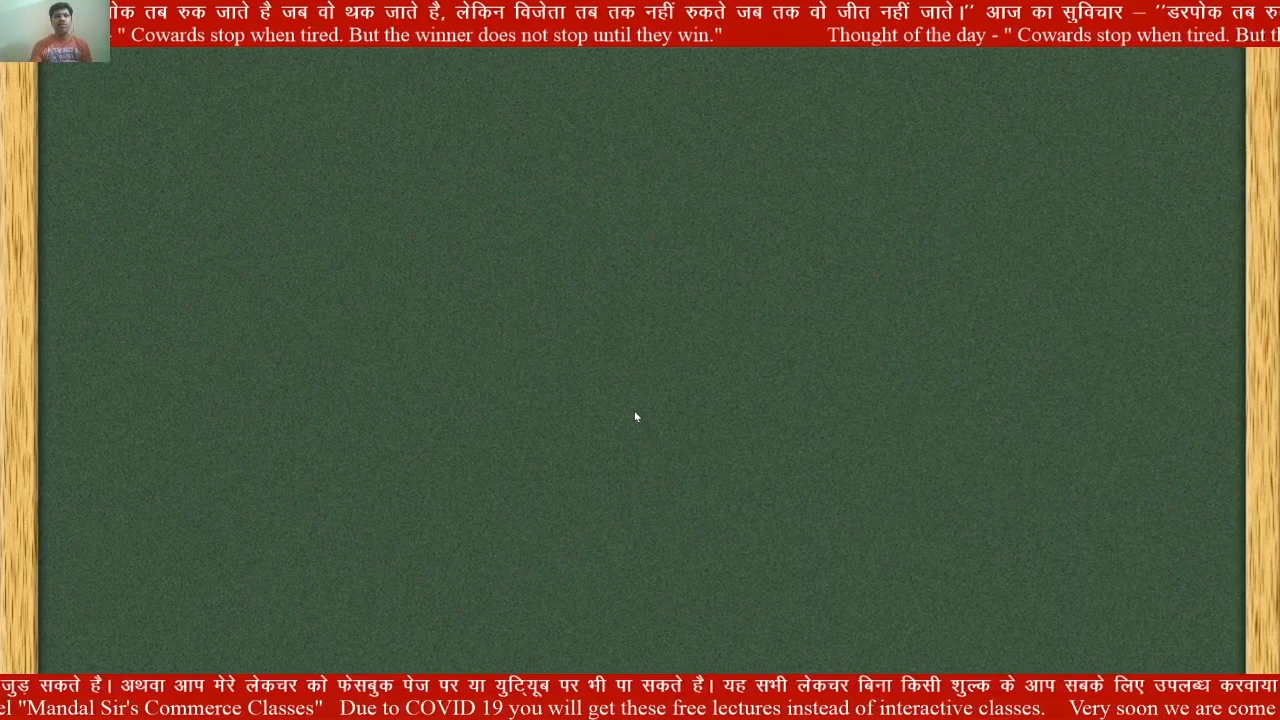 तब रुक जाते है जब वो थक जाते है, लेकिन विजेता तब तक नहीं रुकते जब तक वो जीत नहीं जाते।’’ आज का सुविचार – ’’डरपोक तब
- " Cowards stop when tired. But the winner does not stop until they win." Thought of the day - " Cowards stop when tired. But
जुड़ सकते है। अथवा आप मेरे लेकचर को फेसबुक पेज पर या युटि्यूब पर भी पा सकते है। यह सभी लेकचर बिना किसी शुल्क के आप सबके लिए उपलब्ध करवाया
"Mandal Sir's Commerce Classes" Due to COVID 19 you will get these free lectures instead of interactive classes. Very soon we are come